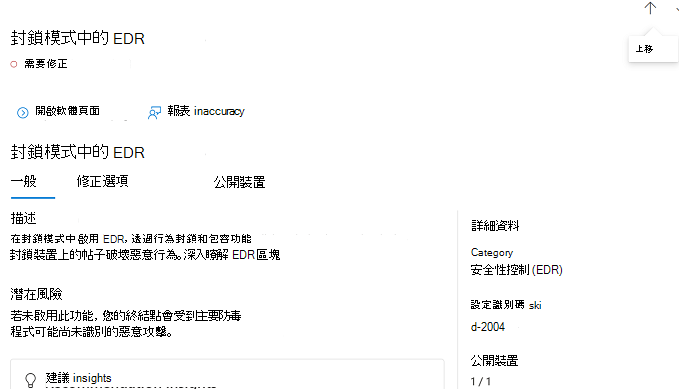 上移
封鎖模式中的 EDR
需要修正
開啟軟體頁面
報表 inaccuracy
封鎖模式中的 EDR
一般 修正選項 公開裝置
描述
在封鎖模式中啟用 EDR, 透過行為封鎖和包容功能
封鎖裝置上的帖子破壞惡意行為。深入瞭解 EDR 區塊
潛在風險
若未啟用此功能，您的終結點會受到主要防毒
程式可能尚未識別的惡意攻擊。
建議 insights
詳細資料
Category
安全性控制 (EDR)
設定識別碼 ski
d-2004
公開裝置
1 / 1